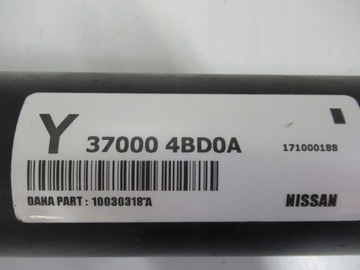 Y 37000 4BD0A 171000188
DANA PART : 10030318*A NISSAN